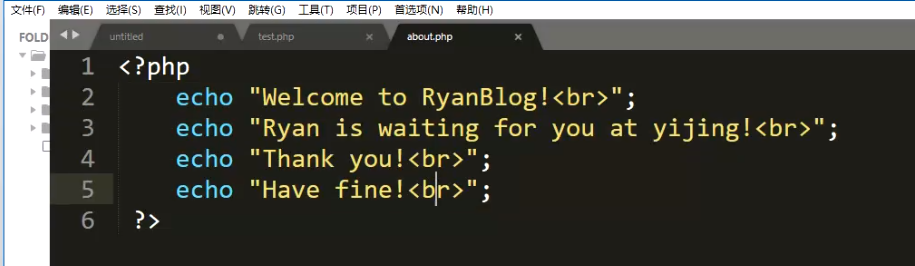 文件(F) 编辑(E) 选择(S) 查找(I) 视图(V) 跳转(G) 工具(T) 项目(P) 首选项(N) 帮助(H)
FOLD
untitled test.php × about.php ×
1 <?php
2 echo "Welcome to RyanBlog!<br>";
3 echo "Ryan is waiting for you at yijing!<br>";
4 echo "Thank you!<br>";
5 echo "Have fine!<br>";
6 ?>